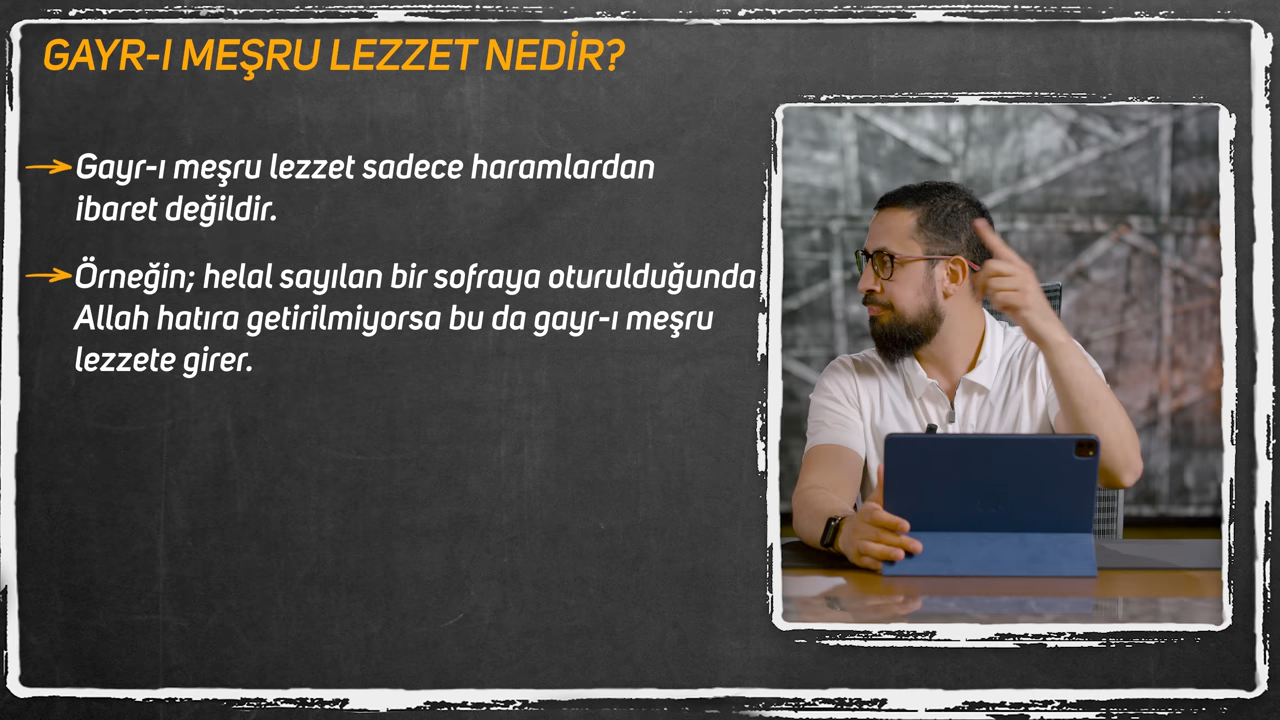 GAYR-I MEŞRU LEZZET NEDİR?
Gayr-ı meşru lezzet sadece haramlardan
ibaret değildir.
Örneğin; helal sayılan bir sofraya oturulduğunda
Allah hatıra getirilmiyorsa bu da gayr-ı meşru
lezzete girer.